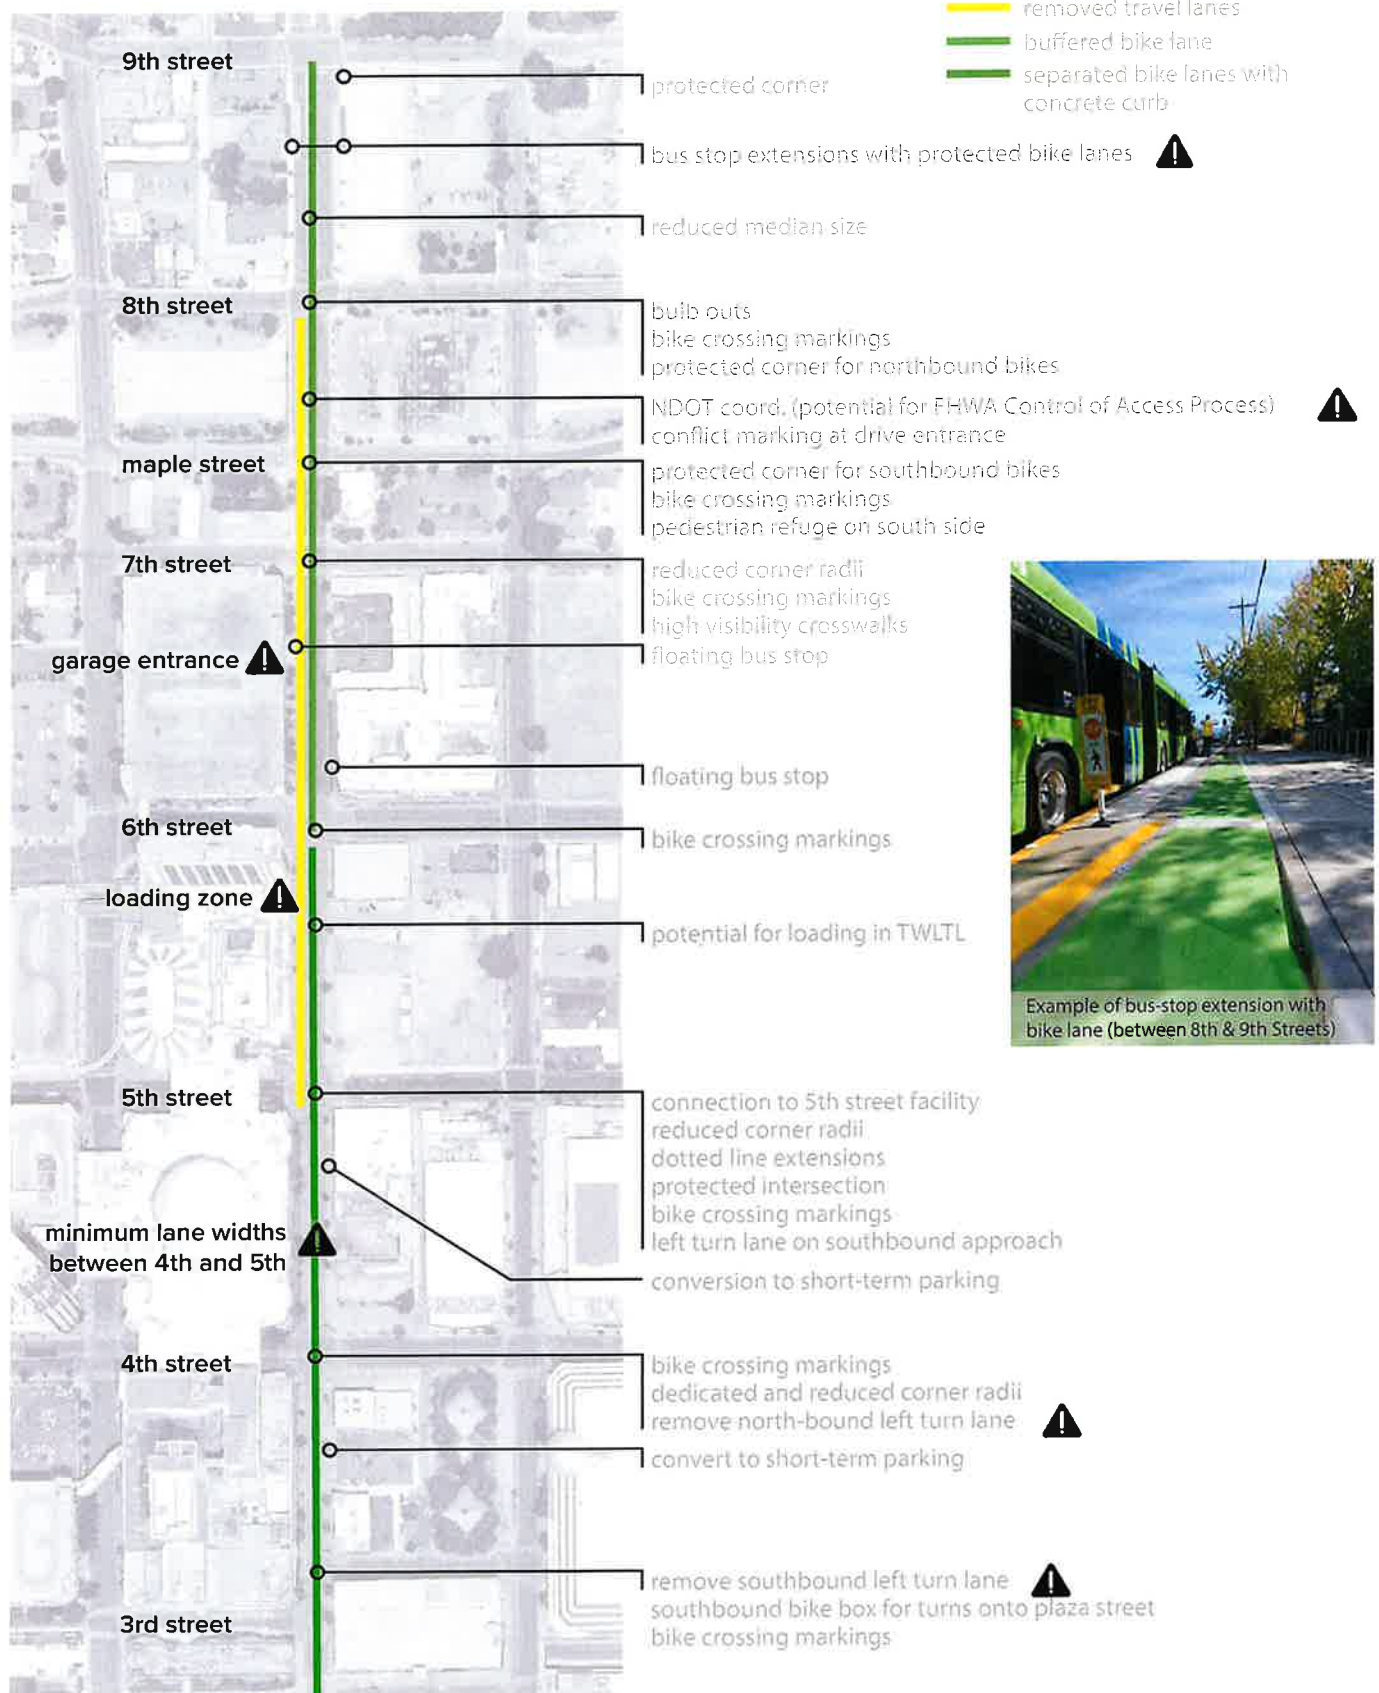 removed travel lanes
buffered bike lane
separated bike lanes with
concrete curb
9th street
protected corner
bus stop extensions with protected bike lanes
reduced median size
8th street
bulb outs
bike crossing markings
protected corner for northbound bikes
NDOT coord. (potential for FHWA Control of Access Process)
conflict marking at drive entrance
maple street
protected corner for southbound bikes
bike crossing markings
pedestrian refuge on south side
7th street
reduced corner radii
bike crossing markings
high visibility crosswalks
garage entrance
floating bus stop
floating bus stop
6th street
bike crossing markings
loading zone
potential for loading in TWLTL
Example of bus-stop extension with
bike lane (between 8th & 9th Streets)
5th street
connection to 5th street facility
reduced corner radii
dotted line extensions
protected intersection
bike crossing markings
left turn lane on southbound approach
minimum lane widths
between 4th and 5th
conversion to short-term parking
4th street
bike crossing markings
dedicated and reduced corner radii
remove north-bound left turn lane
convert to short-term parking
remove southbound left turn lane
southbound bike box for turns onto plaza street
bike crossing markings
3rd street